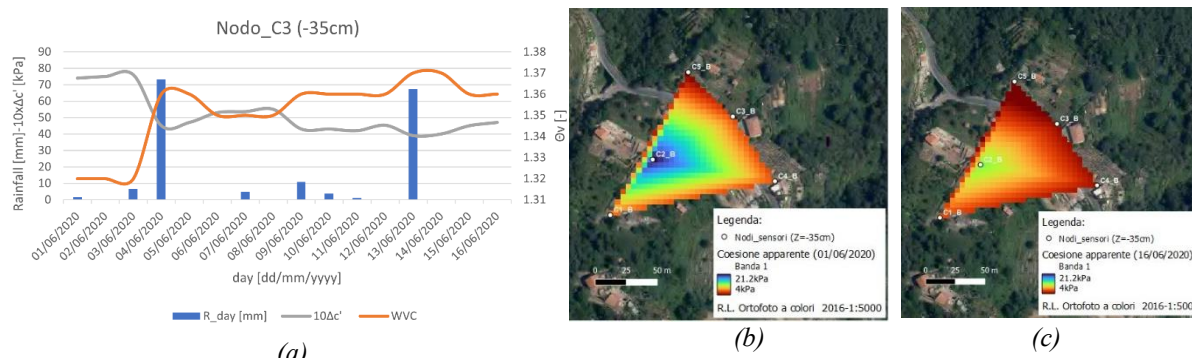 Nodo_C3 (-35cm)
Rainfall [mm]-10xΔc' [kPa]
90
80
70
60
50
40
30
20
10
0
1.38
1.37
1.36
1.35
1.34
1.33
1.32
1.31
Θv [-]
01/06/2020
02/06/2020
03/06/2020
04/06/2020
05/06/2020
06/06/2020
07/06/2020
08/06/2020
09/06/2020
10/06/2020
11/06/2020
12/06/2020
13/06/2020
14/06/2020
15/06/2020
16/06/2020
day [dd/mm/yyyy]
R_day [mm] 10Δc' WVC
(a)
C5_B
C3_B
C2_B
C4_B
C1_B
Legenda:
Nodi_sensori (Z=-35cm)
Coesione apparente (01/06/2020)
Banda 1
21.2kPa
4kPa
R.L. Ortofoto a colori 2016-1:5000
0 25 50 m
(b)
C5_B
C3_B
C4_B
C1_B
Legenda:
Nodi_sensori (Z=-35cm)
Coesione apparente (16/06/2020)
Banda 1
21.2kPa
4kPa
R.L. Ortofoto a colori 2016-1:500
0 25 50 m
(c)